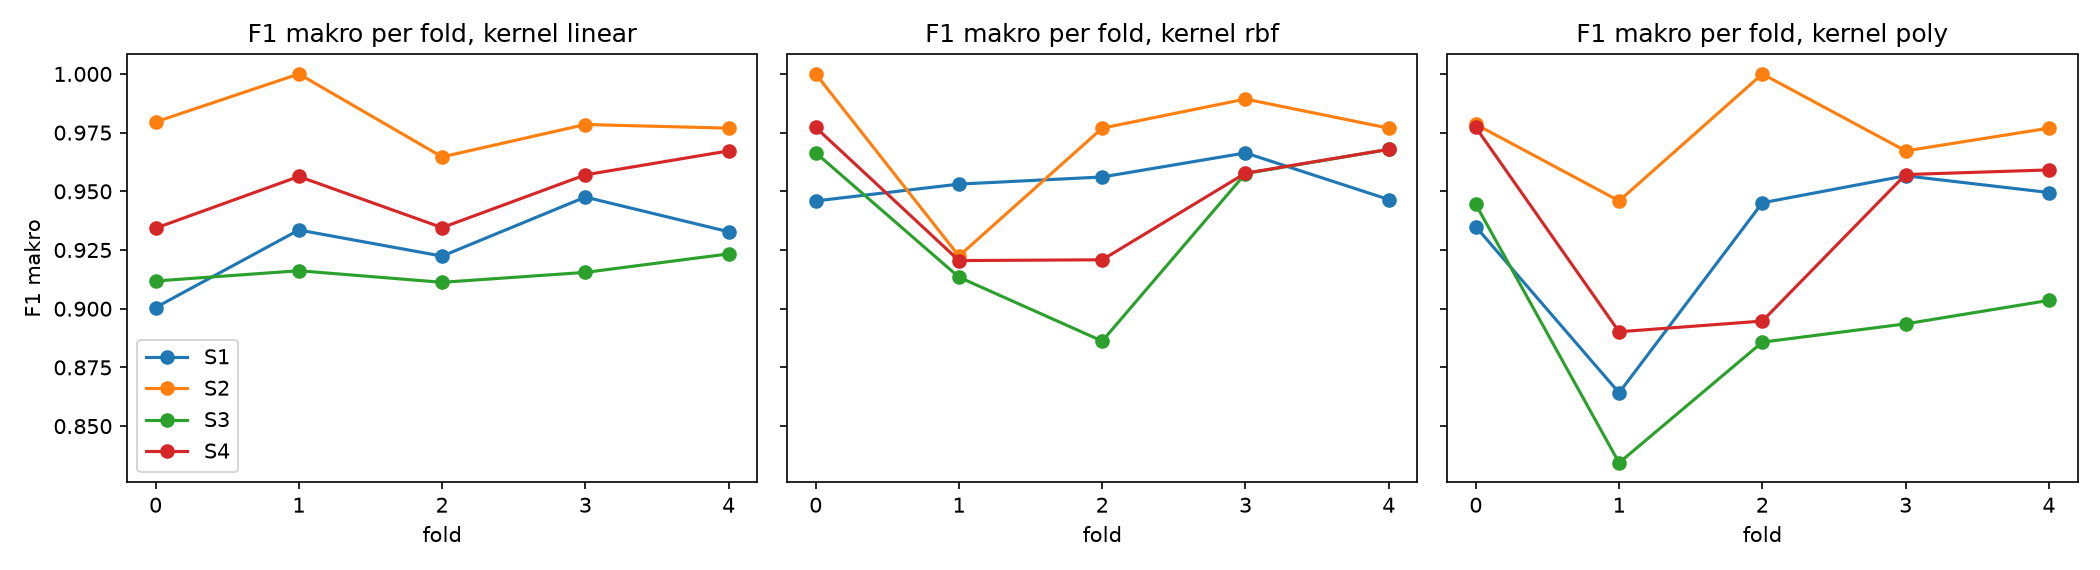 F1 makro per fold, kernel linear
F1 makro
1.000
0.975
0.950
0.925
0.900
0.875
0.850
S1
S2
S3
S4
0 1 2 3 4
fold
F1 makro per fold, kernel rbf
0 1 2 3 4
fold
F1 makro per fold, kernel poly
0 1 2 3 4
fold